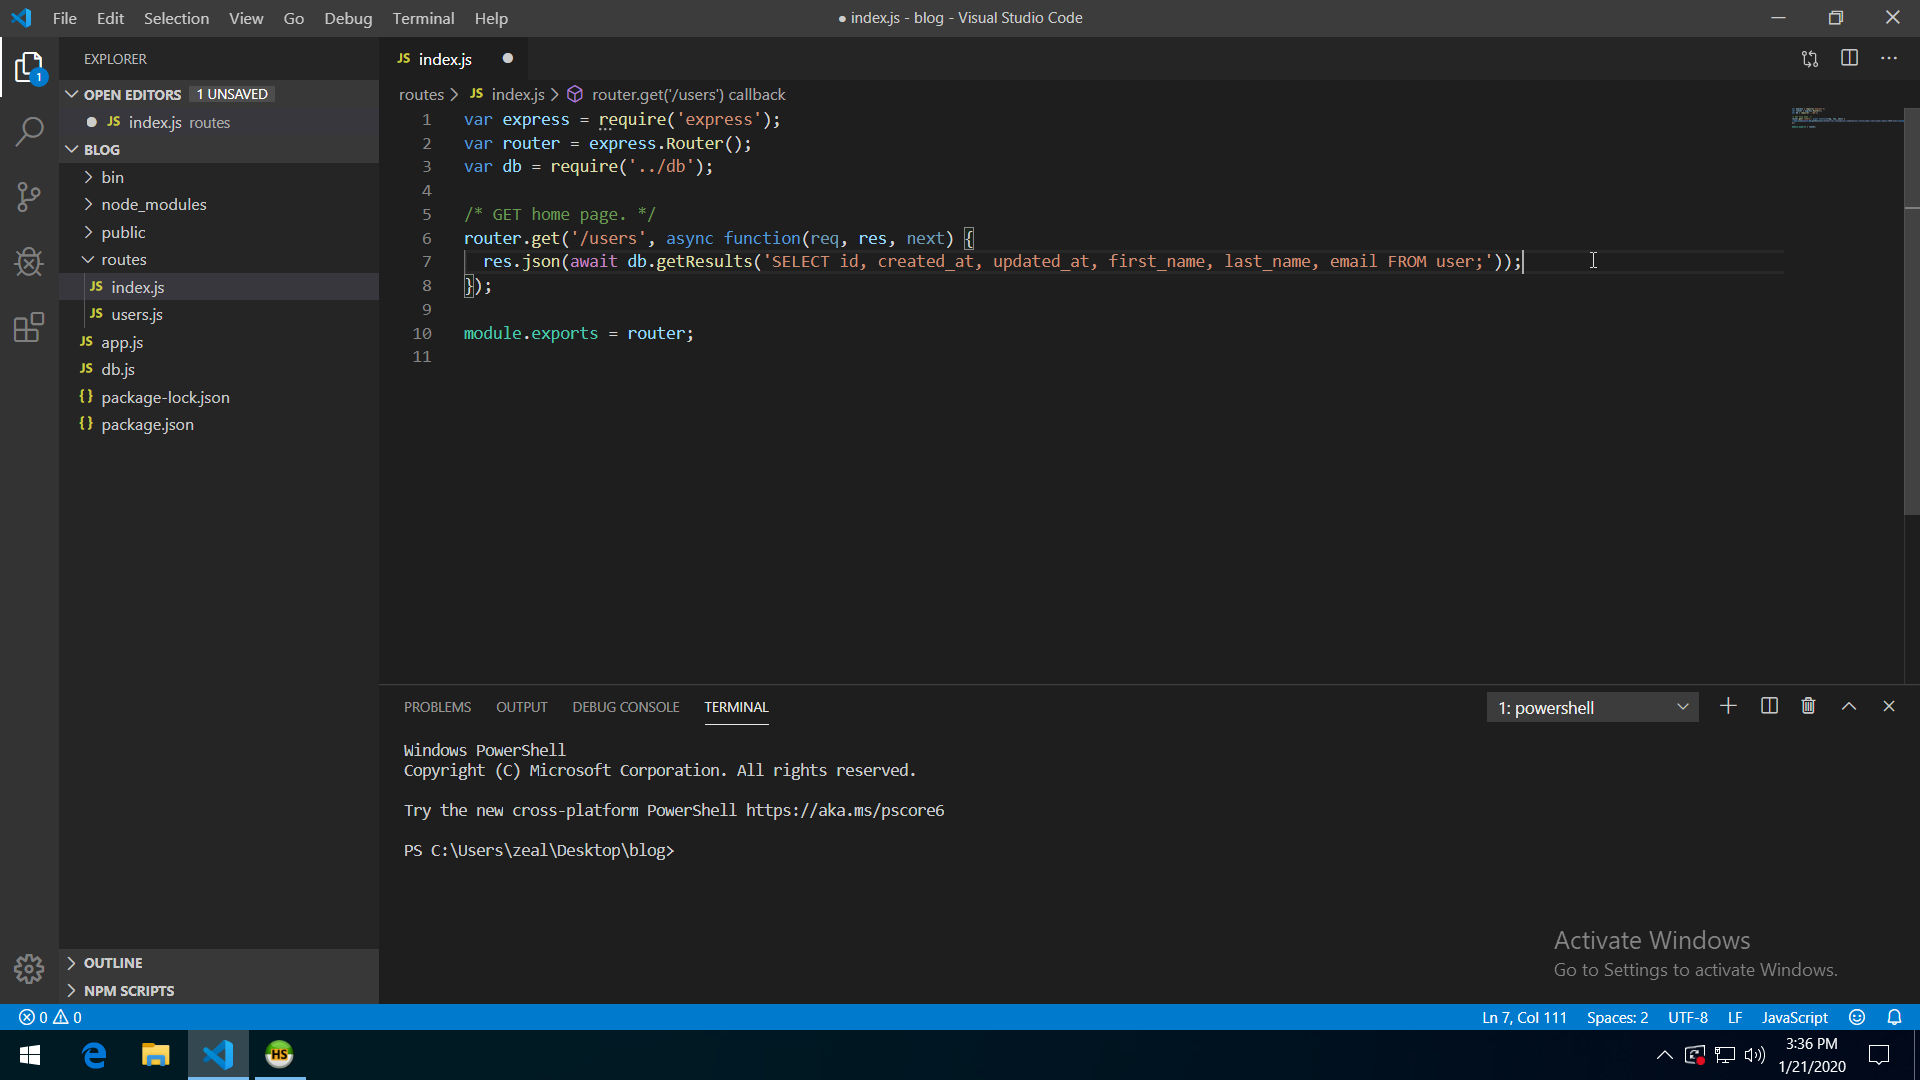 File Edit Selection View Go Debug Terminal Help
● index.js - blog - Visual Studio Code
EXPLORER
OPEN EDITORS 1 UNSAVED
JS index.js routes
BLOG
bin
node_modules
public
routes
JS index.js
JS users.js
JS app.js
JS db.js
{} package-lock.json
{} package.json
OUTLINE
NPM SCRIPTS
1
JS index.js
routes > JS index.js > router.get('/users') callback
1 var express = require('express');
2 var router = express.Router();
3 var db = require('../db');
4
5 /* GET home page. */
6 router.get('/users', async function(req, res, next) {
7 res.json(await db.getResults('SELECT id, created_at, updated_at, first_name, last_name, email FROM user;'));
8 });
9
10 module.exports = router;
11
PROBLEMS OUTPUT DEBUG CONSOLE TERMINAL
1: powershell
Windows PowerShell
Copyright (C) Microsoft Corporation. All rights reserved.
Try the new cross-platform PowerShell https://aka.ms/pscore6
PS C:\Users\zeal\Desktop\blog>
Activate Windows
Go to Settings to activate Windows.
0 0
Ln 7, Col 111 Spaces: 2 UTF-8 LF JavaScript
HS
3:36 PM
1/21/2020